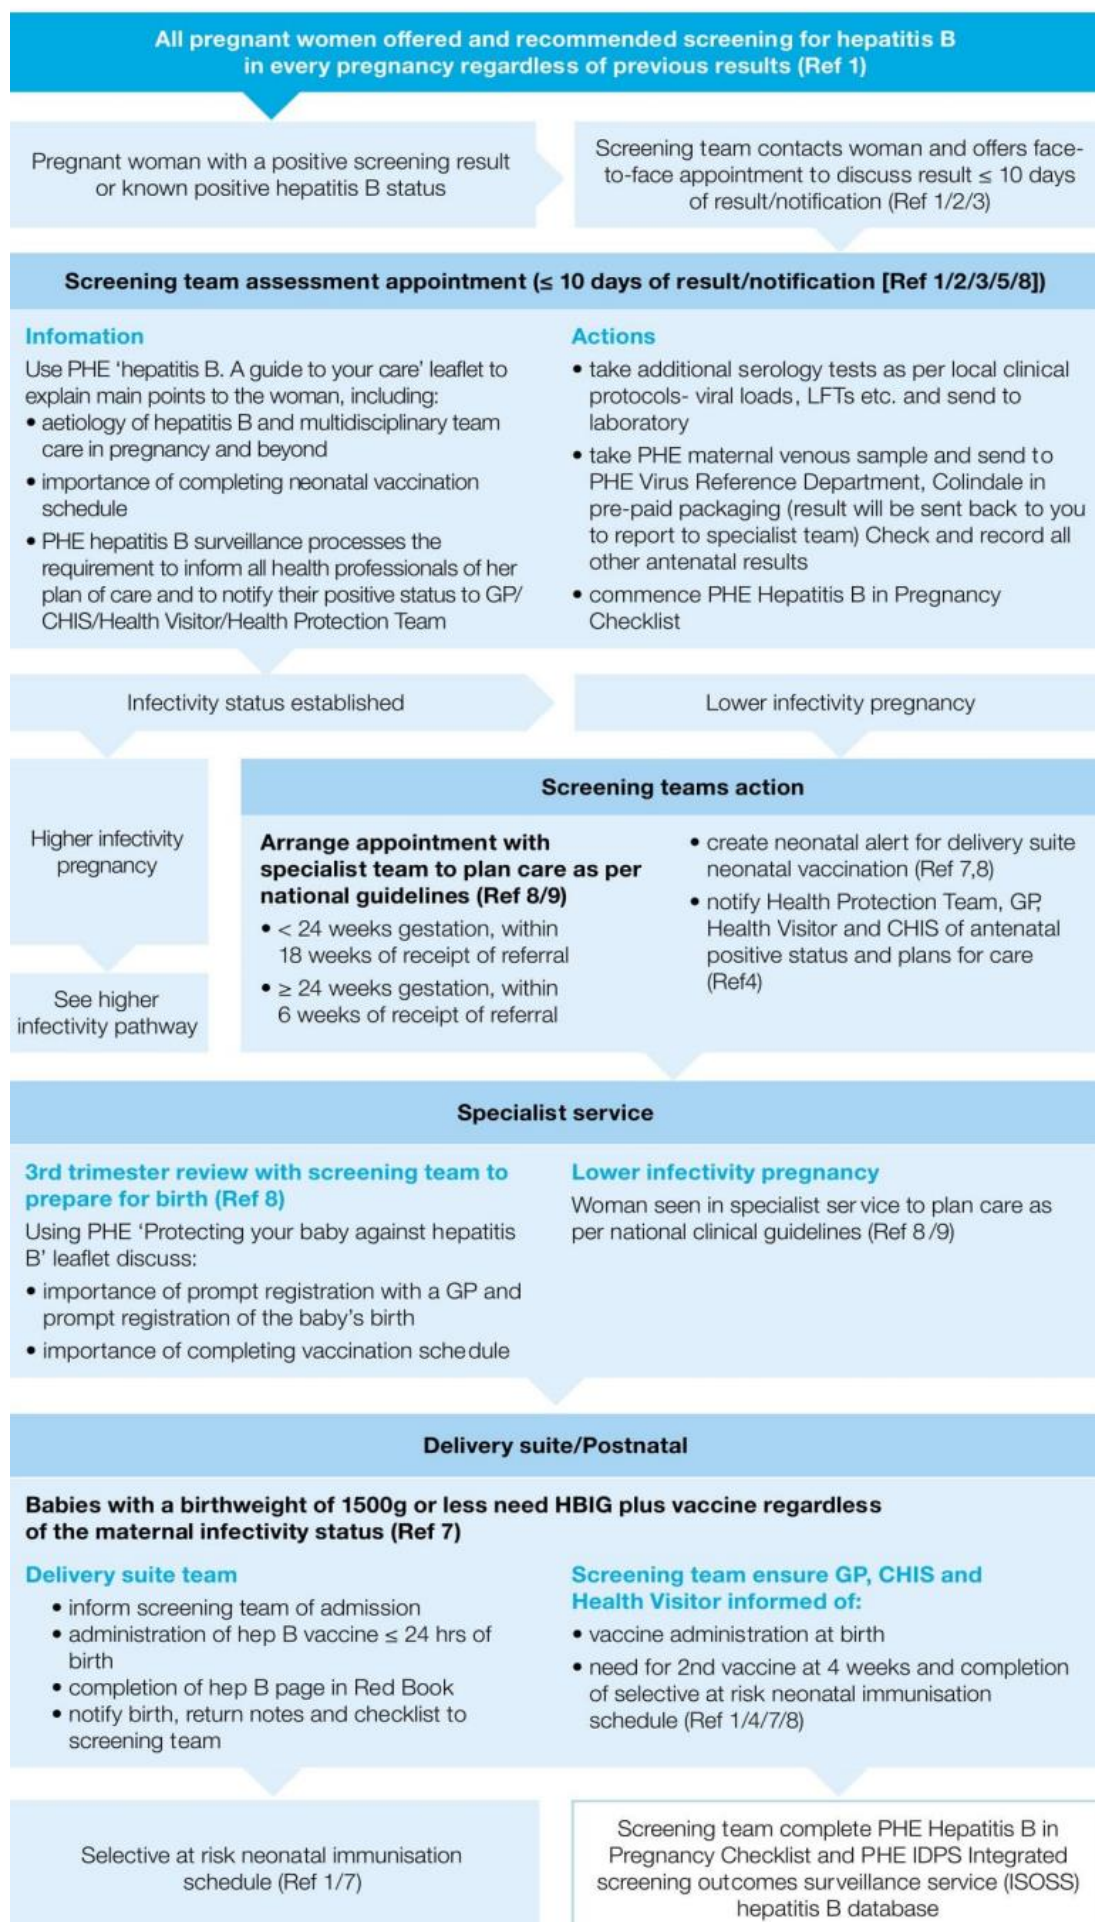 All pregnant women offered and recommended screening for hepatitis B
in every pregnancy regardless of previous results (Ref 1)
Pregnant woman with a positive screening result
or known positive hepatitis B status
Screening team contacts woman and offers face-
to-face appointment to discuss result ≤ 10 days
of result/notification (Ref 1/2/3)
Screening team assessment appointment (≤ 10 days of result/notification [Ref 1/2/3/5/8])
Infomation
Use PHE ‘hepatitis B. A guide to your care’ leaflet to
explain main points to the woman, including:
• aetiology of hepatitis B and multidisciplinary team
care in pregnancy and beyond
• importance of completing neonatal vaccination
schedule
• PHE hepatitis B surveillance processes the
requirement to inform all health professionals of her
plan of care and to notify their positive status to GP/
CHIS/Health Visitor/Health Protection Team
Actions
• take additional serology tests as per local clinical
protocols- viral loads, LFTs etc. and send to
laboratory
• take PHE maternal venous sample and send to
PHE Virus Reference Department, Colindale in
pre-paid packaging (result will be sent back to you
to report to specialist team) Check and record all
other antenatal results
• commence PHE Hepatitis B in Pregnancy
Checklist
Infectivity status established
Lower infectivity pregnancy
Higher infectivity
pregnancy
See higher
infectivity pathway
Screening teams action
Arrange appointment with
specialist team to plan care as per
national guidelines (Ref 8/9)
• < 24 weeks gestation, within
18 weeks of receipt of referral
• ≥ 24 weeks gestation, within
6 weeks of receipt of referral
• create neonatal alert for delivery suite
neonatal vaccination (Ref 7,8)
• notify Health Protection Team, GP,
Health Visitor and CHIS of antenatal
positive status and plans for care
(Ref4)
Specialist service
3rd trimester review with screening team to
prepare for birth (Ref 8)
Using PHE ‘Protecting your baby against hepatitis
B’ leaflet discuss:
• importance of prompt registration with a GP and
prompt registration of the baby’s birth
• importance of completing vaccination schedule
Lower infectivity pregnancy
Woman seen in specialist service to plan care as
per national clinical guidelines (Ref 8/9)
Delivery suite/Postnatal
Babies with a birthweight of 1500g or less need HBIG plus vaccine regardless
of the maternal infectivity status (Ref 7)
Delivery suite team
• inform screening team of admission
• administration of hep B vaccine ≤ 24 hrs of
birth
• completion of hep B page in Red Book
• notify birth, return notes and checklist to
screening team
Screening team ensure GP, CHIS and
Health Visitor informed of:
• vaccine administration at birth
• need for 2nd vaccine at 4 weeks and completion
of selective at risk neonatal immunisation
schedule (Ref 1/4/7/8)
Selective at risk neonatal immunisation
schedule (Ref 1/7)
Screening team complete PHE Hepatitis B in
Pregnancy Checklist and PHE IDPS Integrated
screening outcomes surveillance service (ISOSS)
hepatitis B database